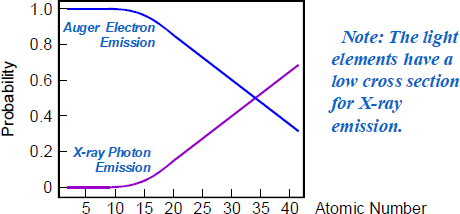 1.0
0.8
0.6
0.4
0.2
0
Probability
Auger Electron
Emission
X-ray Photon
Emission
5 10 15 20 25 30 35 40 Atomic Number
Note: The light
elements have a
low cross section
for X-ray
emission.